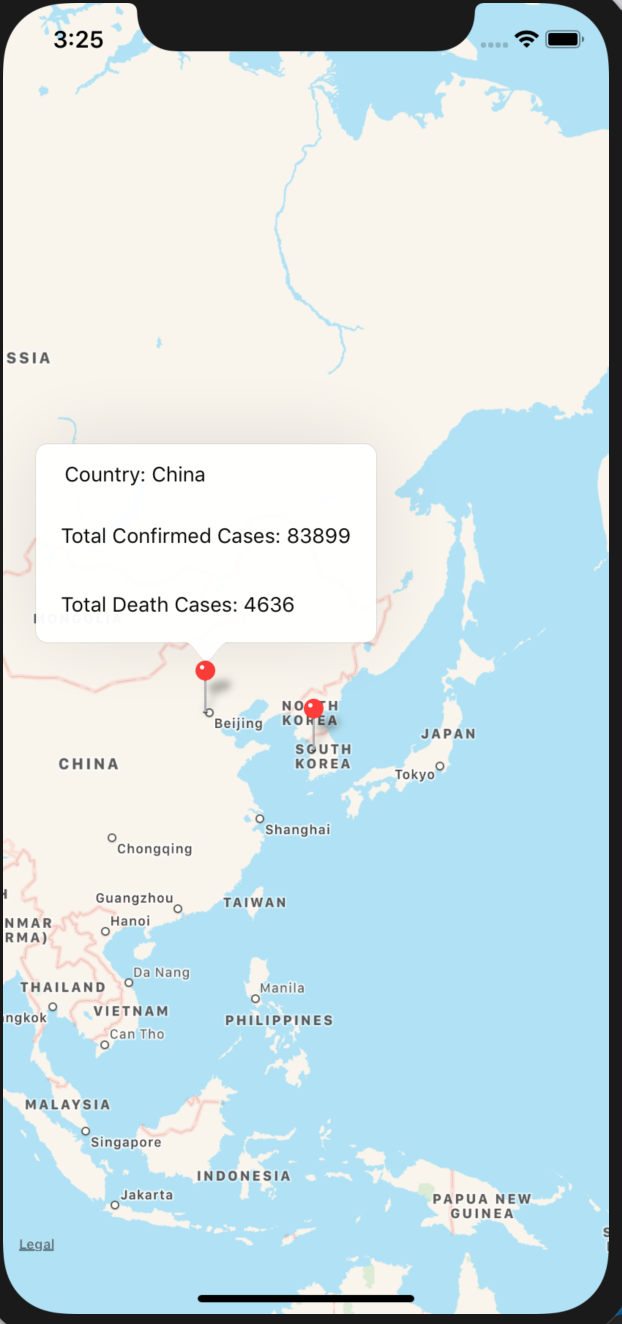 3:25
SSIA
Country: China
Total Confirmed Cases: 83899
Total Death Cases: 4636
MONGOLIA
Beijing
NORTH
KOREA
SOUTH
KOREA
JAPAN
Tokyo
CHINA
Shanghai
Chongqing
Guangzhou
TAIWAN
Hanoi
NMAR
RMA)
Da Nang
Manila
THAILAND
ngkok
VIETNAM
PHILIPPINES
Can Tho
MALAYSIA
Singapore
INDONESIA
Jakarta
PAPUA NEW
GUINEA
Legal